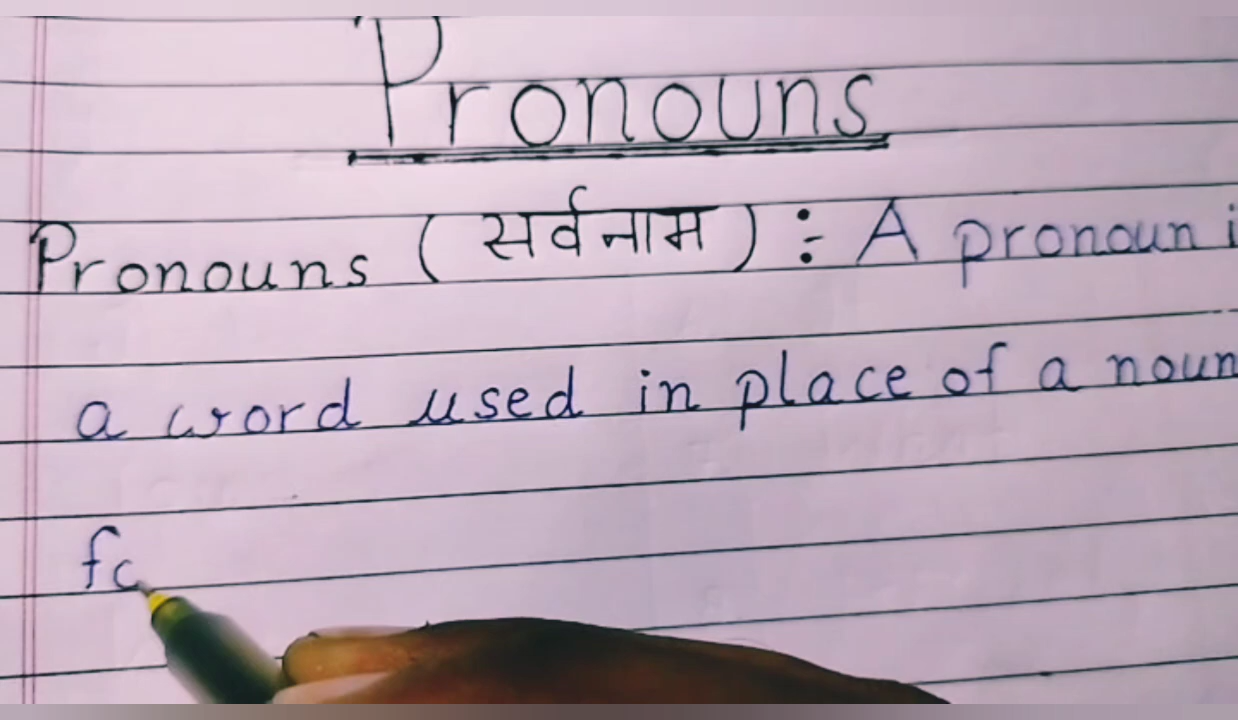 Pronouns
Pronouns (सर्वनाम) :- A pronoun i
a word used in place of a noun